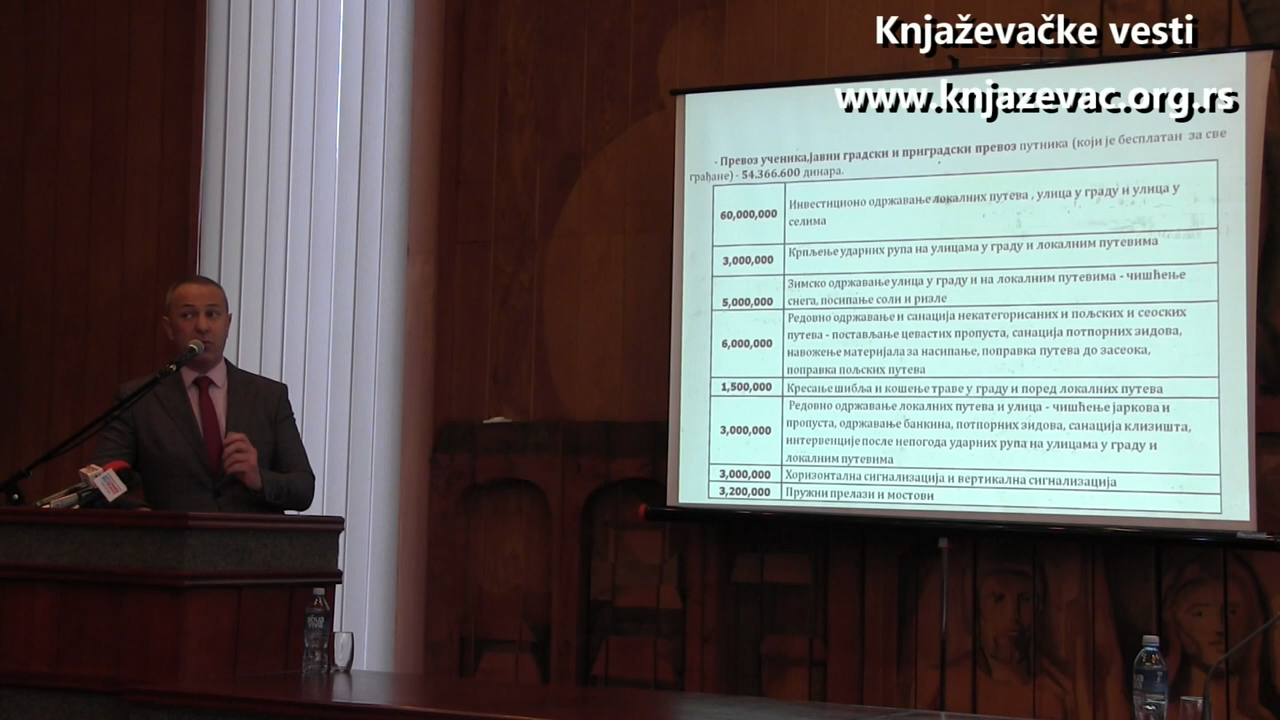 Knjaževačke vesti
www.knjazevac.org.rs
- Превоз ученика,јавни градски и приградски превоз путника (који је бесплатан за све
грађане) - 54.366.600 динара.
60,000,000 Инвестиционо одржавање локалних путева , улица у граду и улица у
селима
3,000,000 Крпљење ударних рупа на улицама у граду и локалним путевима
5,000,000 Зимско одржавање улица у граду и на локалним путевима - чишћење
снега, посипање соли и ризле
6,000,000 Редовно одржавање и санација некатегорисаних и пољских и сеоских
путева - постављање цевастих пропуста, санација потпорних зидова,
навожење материјала за насипање, поправка путева до засеока,
поправка пољских путева
1,500,000 Кресање шибља и кошење траве у граду и поред локалних путева
3,000,000 Редовно одржавање локалних путева и улица - чишћење јаркова и
пропуста, одржавање банкина, потпорних зидова, санација клизишта,
интервенције после непогода ударних рупа на улицама у граду и
локалним путевима
3,000,000 Хоризонтална сигнализација и вертикална сигнализација
3,200,000 Пружни прелази и мостови